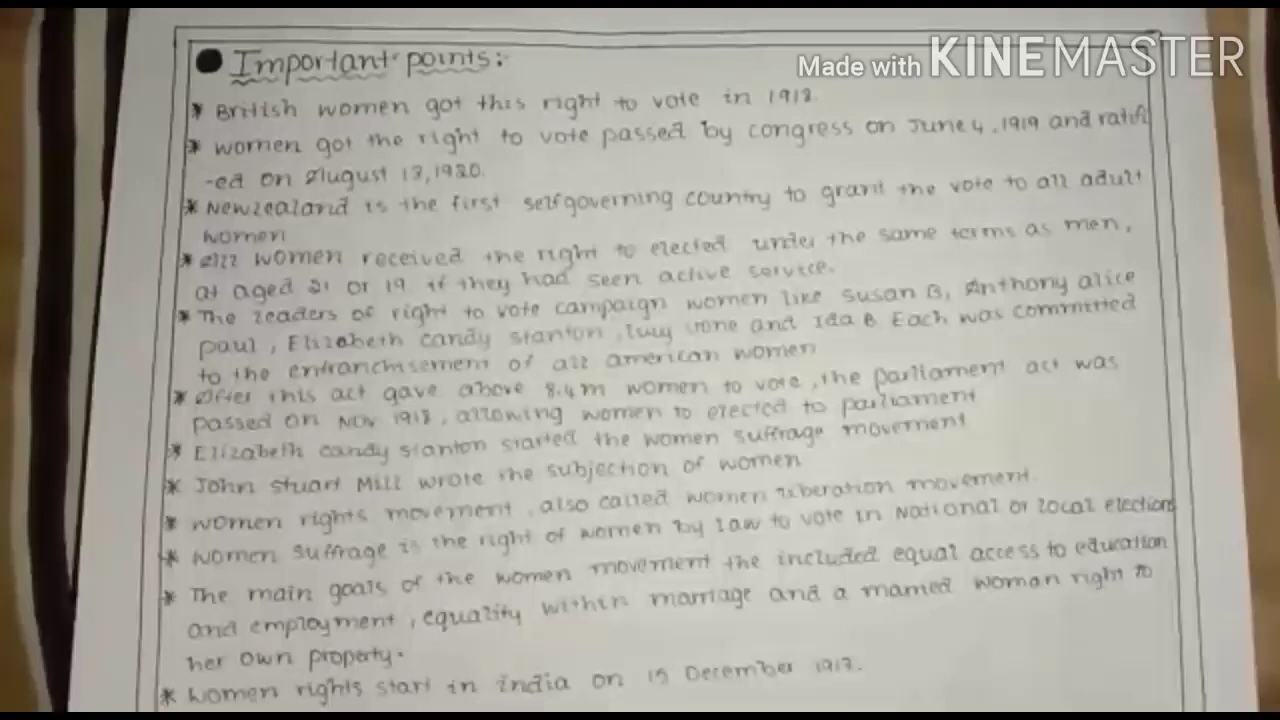 Important points:
Made with KINEMASTER
* British women got this right to vote in 1918.
* women got the right to vote passed by congress on June 4, 1919 and ratifi
-ed on August 18, 1920.
* Newzealand is the first selfgoverning country to grant the vote to all adult
women
* All women received the right to elected under the same terms as men,
at aged 21 or 19 if they had seen active service.
* The leaders of right to vote campaign women like Susan B, Anthony alice
paul, Elizabeth candy stanton, lucy stone and Ida B Each was committed
to the enfranchisement of all american women
* After this act gave above 8.4m women to vote, the parliament act was
passed on Nov 1918, allowing women to elected to parliament
* Elizabeth candy stanton started the women suffrage movement
* John Stuart Mill wrote the subjection of women
* women rights movement, also called women liberation movement.
* women suffrage is the right of women by law to vote in National or local elections
* The main goals of the women movement the included equal access to education
and employment, equality within marriage and a married woman right to
her own property.
* Women rights start in india on 15 December 1917.